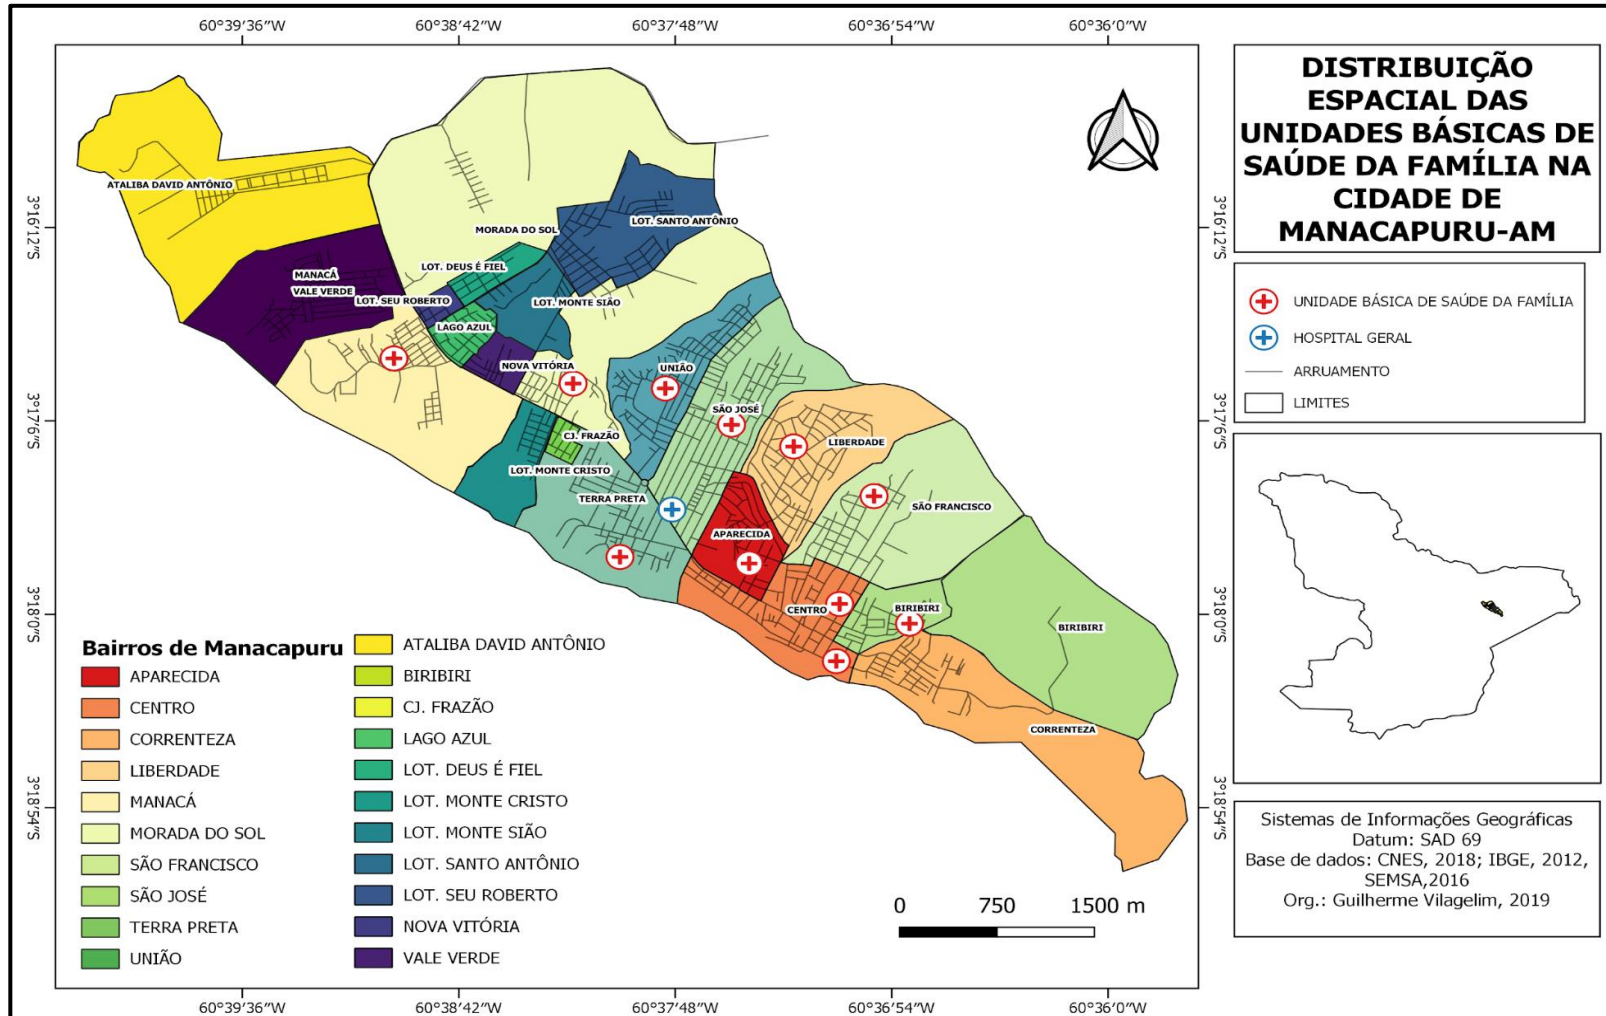 60°39'36"W
60°38'42"W
60°37'48"W
60°36'54"W
60°36'0"W
DISTRIBUIÇÃO
ESPACIAL DAS
UNIDADES BÁSICAS DE
SAÚDE DA FAMÍLIA NA
CIDADE DE
MANACAPURU-AM
3°16'12"S
3°17'6"S
3°18'0"S
3°18'54"S
3°16'12"S
3°17'6"S
3°18'0"S
3°18'54"S
UNIDADE BÁSICA DE SAÚDE DA FAMÍLIA
HOSPITAL GERAL
ARRUAMENTO
LIMITES
ATALIBA DAVID ANTÔNIO
LOT. SANTO ANTÔNIO
MORADA DO SOL
LOT. DEUS É FIEL
MANACÁ
VALE VERDE
LOT. SEU ROBERTO
LOT. MONTE SIÃO
LAGO AZUL
NOVA VITÓRIA
UNIÃO
SÃO JOSÉ
CJ. FRAZÃO
LIBERDADE
LOT. MONTE CRISTO
TERRA PRETA
SÃO FRANCISCO
APARECIDA
CENTRO
BIRIBIRI
BIRIBIRI
CORRENTEZA
Bairros de Manacapuru
APARECIDA
CENTRO
CORRENTEZA
LIBERDADE
MANACÁ
MORADA DO SOL
SÃO FRANCISCO
SÃO JOSÉ
TERRA PRETA
UNIÃO
ATALIBA DAVID ANTÔNIO
BIRIBIRI
CJ. FRAZÃO
LAGO AZUL
LOT. DEUS É FIEL
LOT. MONTE CRISTO
LOT. MONTE SIÃO
LOT. SANTO ANTÔNIO
LOT. SEU ROBERTO
NOVA VITÓRIA
VALE VERDE
0 750 1500 m
Sistemas de Informações Geográficas
Datum: SAD 69
Base de dados: CNES, 2018; IBGE, 2012,
SEMSA,2016
Org.: Guilherme Vilagelim, 2019
60°39'36"W
60°38'42"W
60°37'48"W
60°36'54"W
60°36'0"W